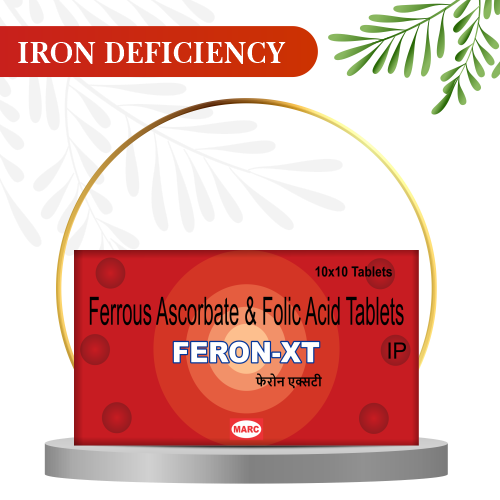 IRON DEFICIENCY
10x10 Tablets
Ferrous Ascorbate & Folic Acid Tablets
FERON-XT
IP
फेरोन एक्सटी
MARC